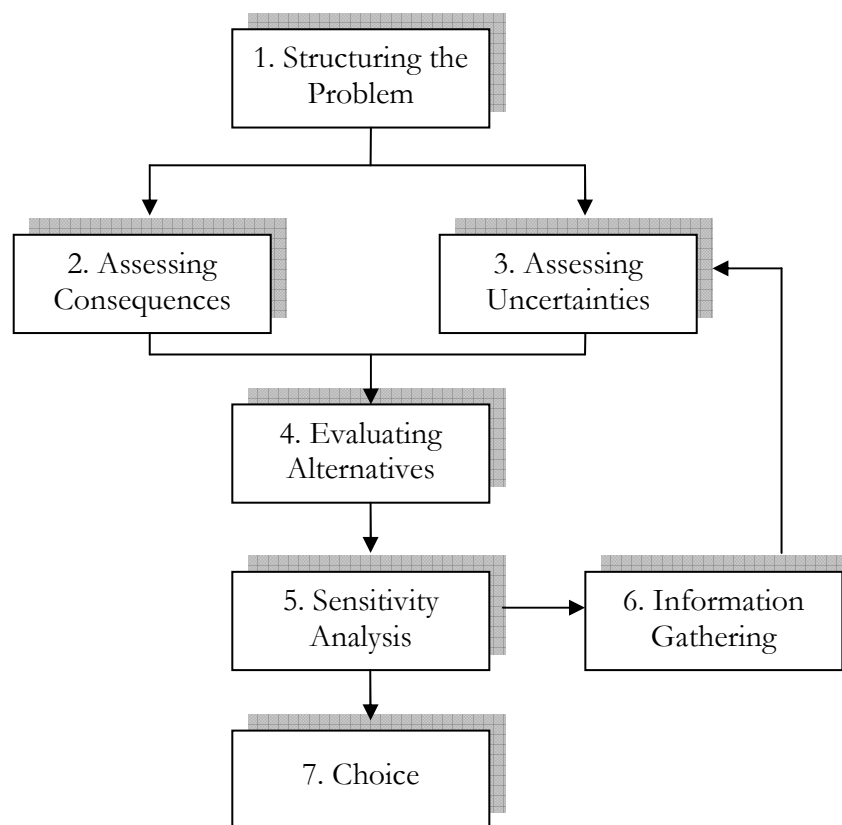 1. Structuring the
Problem
2. Assessing
Consequences
3. Assessing
Uncertainties
4. Evaluating
Alternatives
5. Sensitivity
Analysis
6. Information
Gathering
7. Choice